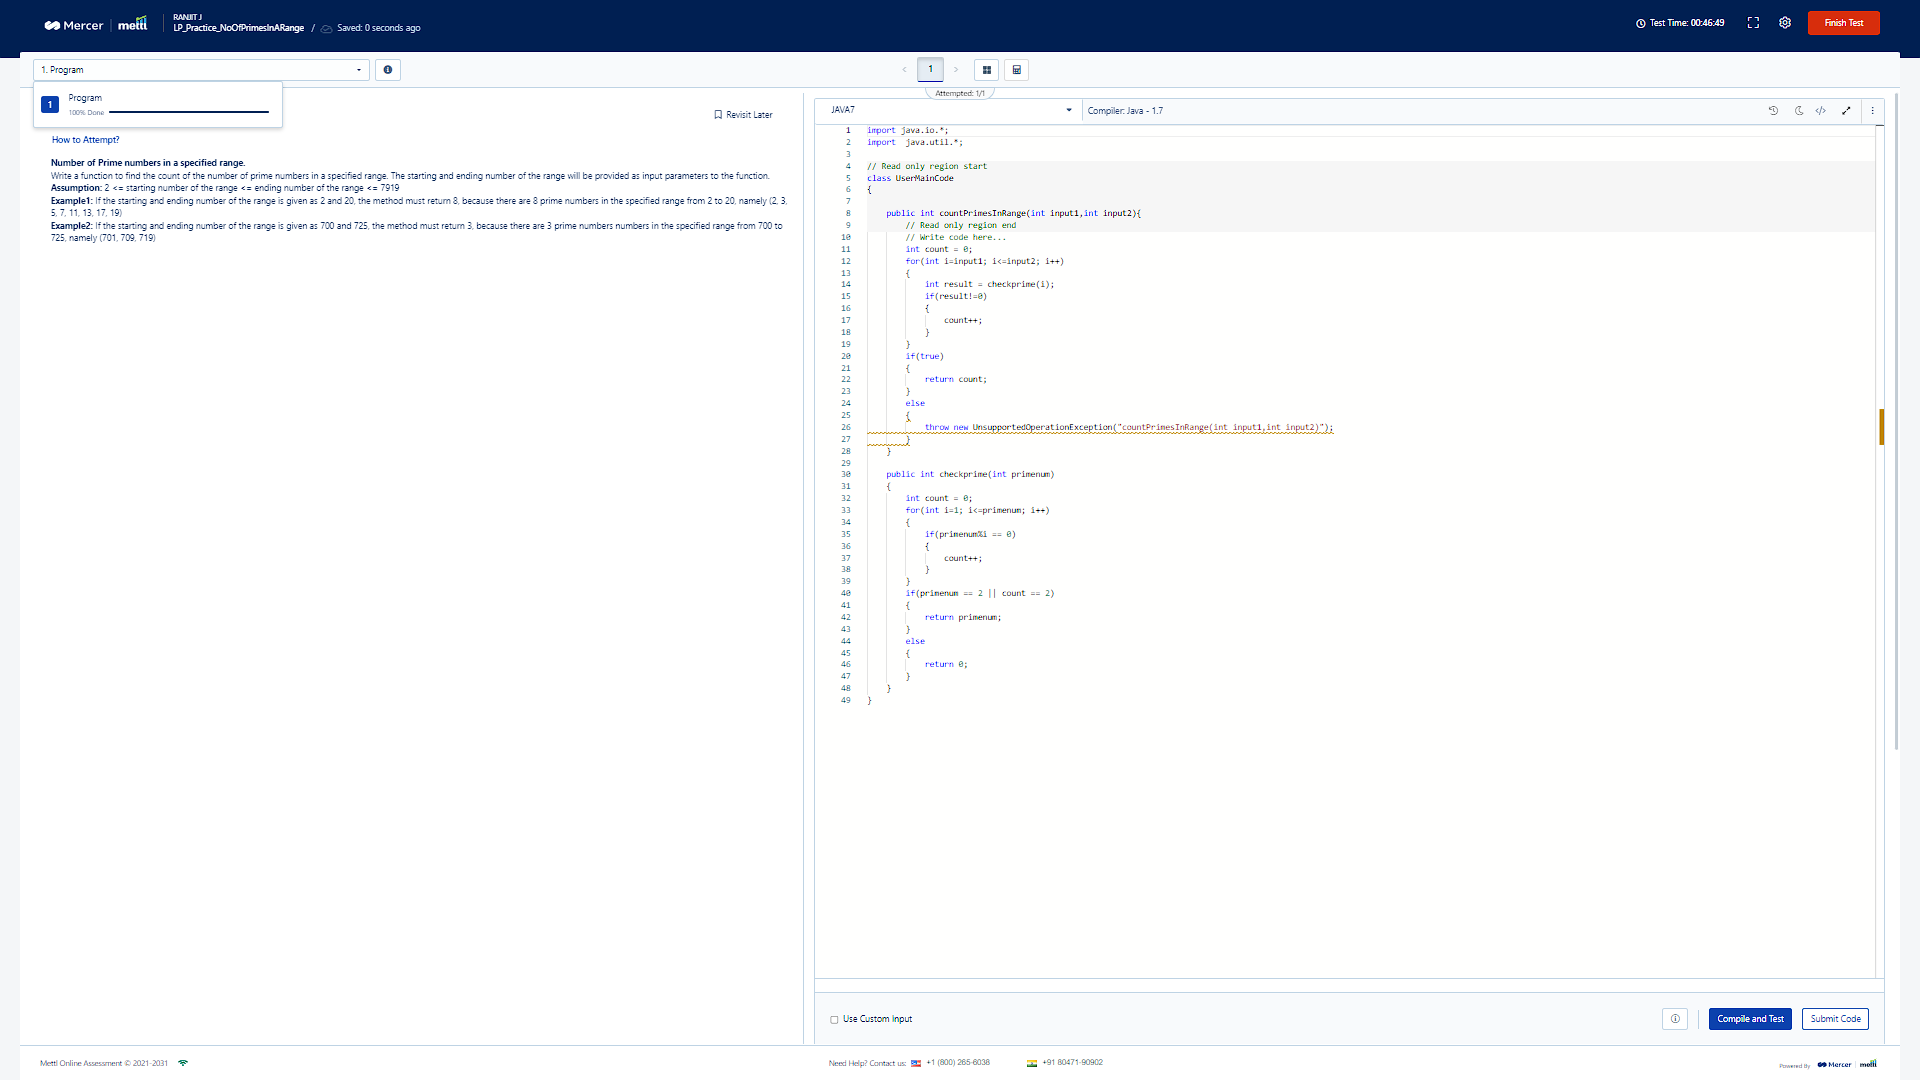 Mercer mettl
RANJIT J
LP_Practice_NoOfPrimesInARange / Saved: 0 seconds ago
Test Time: 00:46:49
Finish Test
1. Program
1
Attempted: 1/1
1 Program
100% Done
Revisit Later
How to Attempt?
Number of Prime numbers in a specified range.
Write a function to find the count of the number of prime numbers in a specified range. The starting and ending number of the range will be provided as input parameters to the function.
Assumption: 2 <= starting number of the range <= ending number of the range <= 7919
Example1: If the starting and ending number of the range is given as 2 and 20, the method must return 8, because there are 8 prime numbers in the specified range from 2 to 20, namely (2, 3,
5, 7, 11, 13, 17, 19)
Example2: If the starting and ending number of the range is given as 700 and 725, the method must return 3, because there are 3 prime numbers numbers in the specified range from 700 to
725, namely (701, 709, 719)
JAVA7
Compiler: Java - 1.7
1 import java.io.*;
2 import  java.util.*;
3
4 // Read only region start
5 class UserMainCode
6 {
7
8     public int countPrimesInRange(int input1,int input2){
9         // Read only region end
10         // Write code here...
11         int count = 0;
12         for(int i=input1; i<=input2; i++)
13         {
14             int result = checkprime(i);
15             if(result!=0)
16             {
17                 count++;
18             }
19         }
20         if(true)
21         {
22             return count;
23         }
24         else
25         {
26             throw new UnsupportedOperationException("countPrimesInRange(int input1,int input2)");
27         }
28     }
29
30     public int checkprime(int primenum)
31     {
32         int count = 0;
33         for(int i=1; i<=primenum; i++)
34         {
35             if(primenum%i == 0)
36             {
37                 count++;
38             }
39         }
40         if(primenum == 2 || count == 2)
41         {
42             return primenum;
43         }
44         else
45         {
46             return 0;
47         }
48     }
49 }
Use Custom Input
Compile and Test
Submit Code
Mettl Online Assessment © 2021-2031
Need Help? Contact us: +1 (800) 265-6038
+91 80471-90902
Powered By Mercer mettl